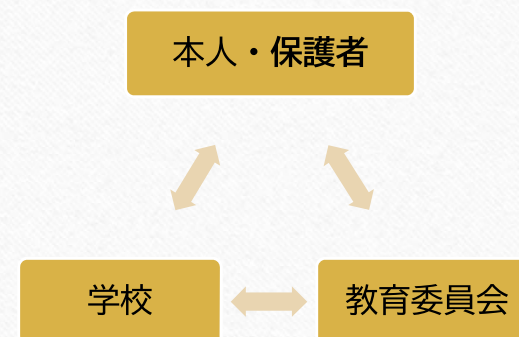 本人・保護者
学校
教育委員会